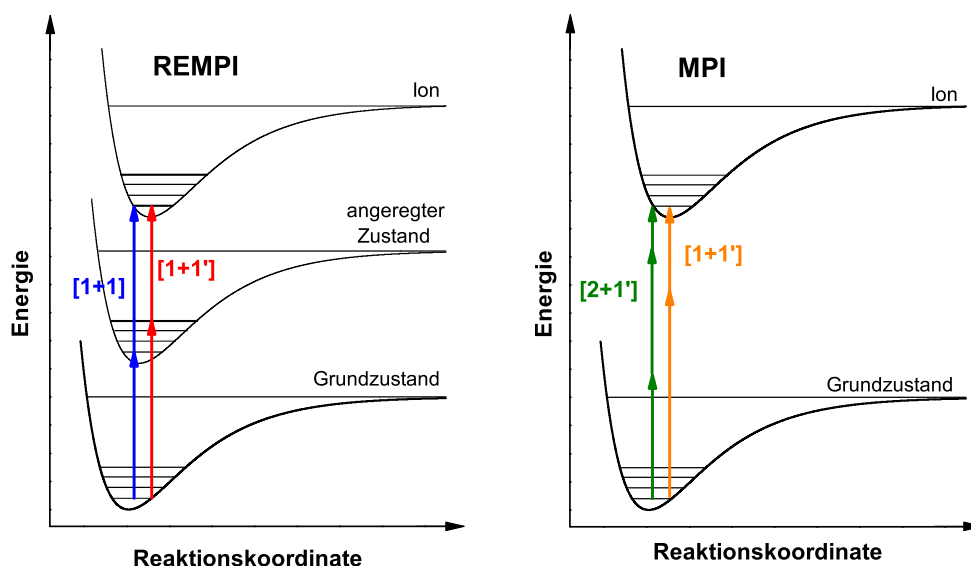 REMPI
Ion
angeregter
Zustand
[1+1]
[1+1']
Grundzustand
Energie
Reaktionskoordinate
MPI
Ion
[2+1']
[1+1']
Grundzustand
Energie
Reaktionskoordinate